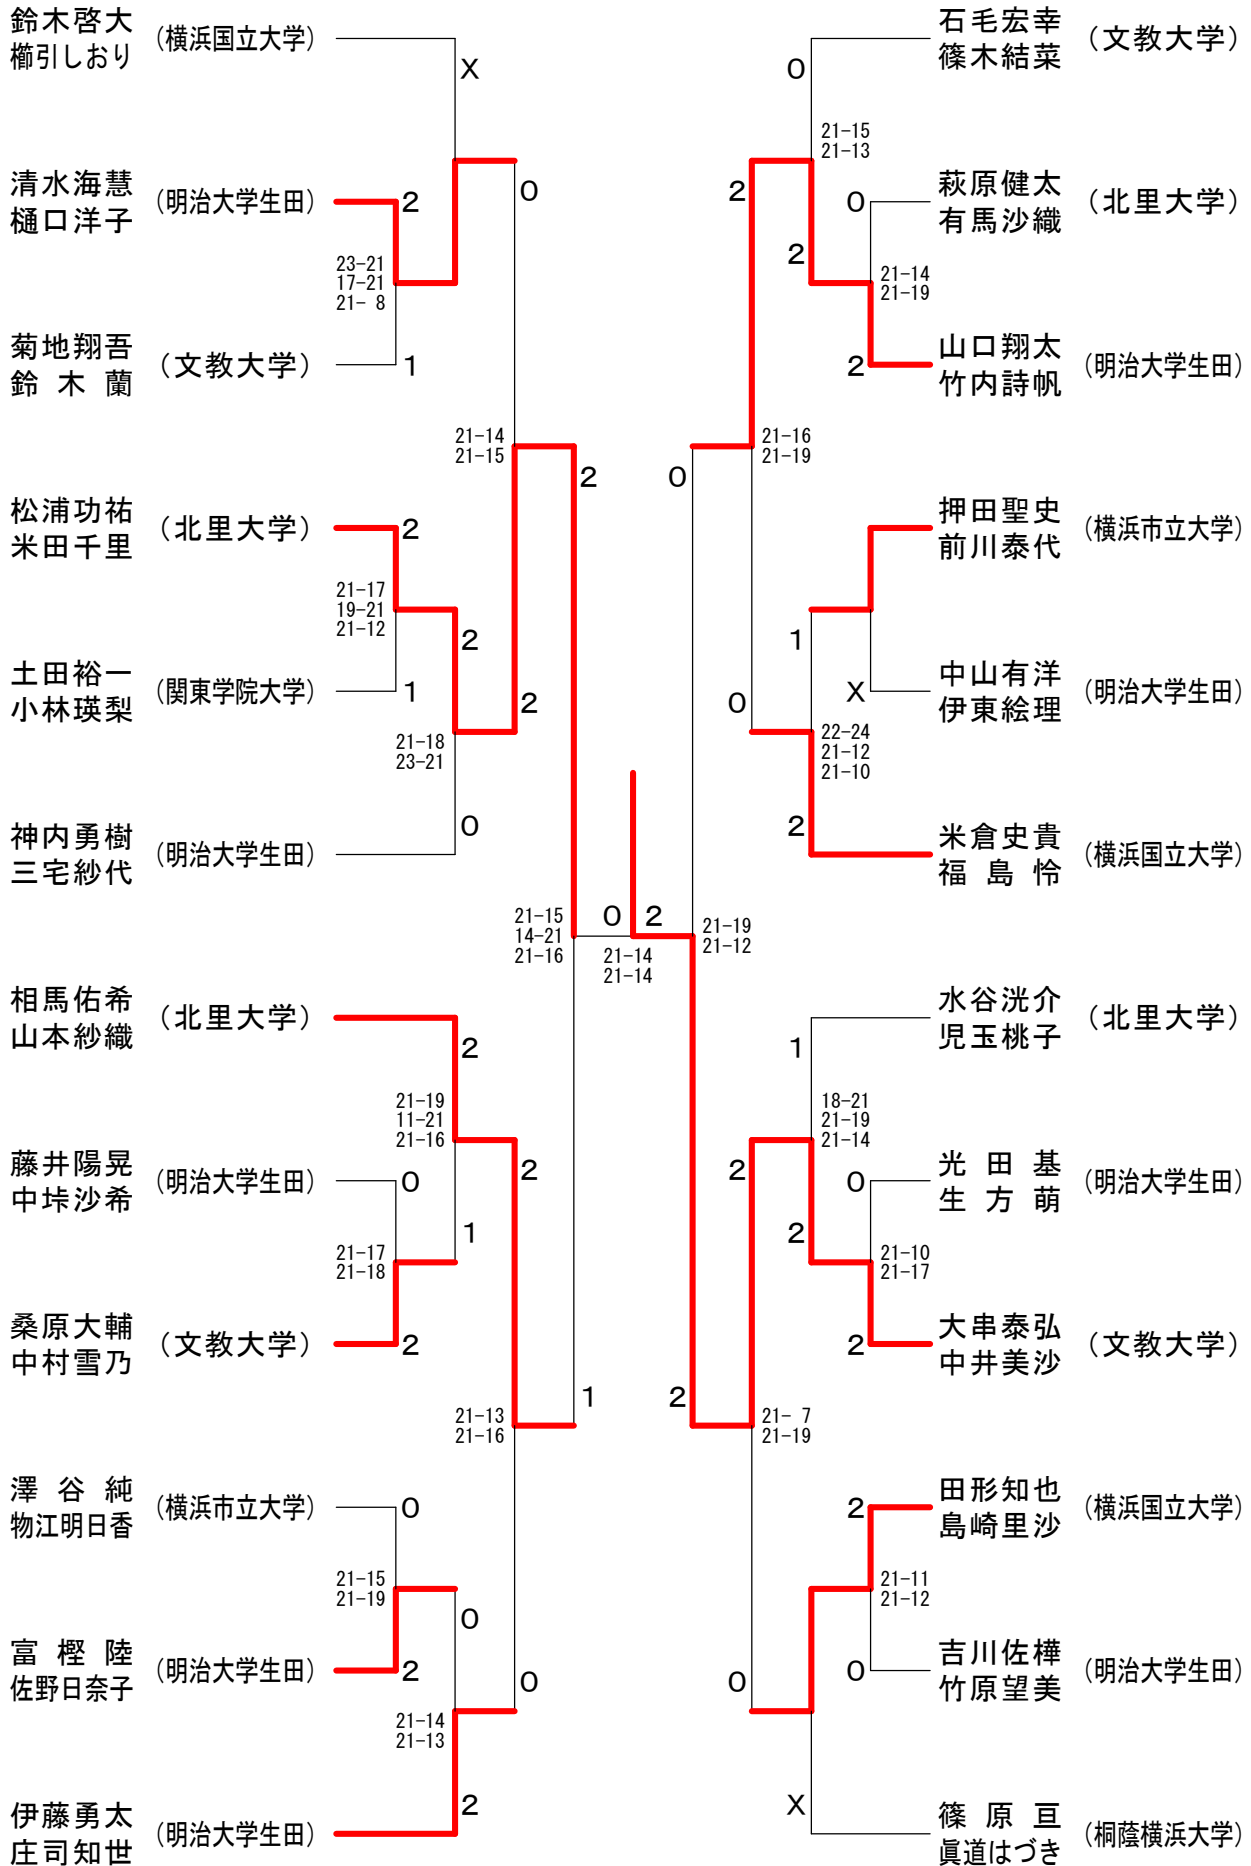 鈴木啓大
櫛引しおり
(横浜国立大学)
X
清水海慧
樋口洋子
(明治大学生田)
2
0
23-21
17-21
21- 8
菊地翔吾
鈴木蘭
(文教大学)
1
21-14
21-15
2
松浦功祐
米田千里
(北里大学)
2
21-17
19-21
21-12
2
土田裕一
小林瑛梨
(関東学院大学)
1
2
21-18
23-21
神内勇樹
三宅紗代
(明治大学生田)
0
21-15
14-21
21-16
0
2
21-14
21-14
相馬佑希
山本紗織
(北里大学)
2
21-19
11-21
21-16
藤井陽晃
中垰沙希
(明治大学生田)
0
2
1
21-17
21-18
桑原大輔
中村雪乃
(文教大学)
2
21-13
21-16
1
澤谷純
物江明日香
(横浜市立大学)
0
21-15
21-19
0
富樫陸
佐野日奈子
(明治大学生田)
2
0
21-14
21-13
伊藤勇太
庄司知世
(明治大学生田)
2
石毛宏幸
篠木結菜
(文教大学)
0
21-15
21-13
萩原健太
有馬沙織
(北里大学)
0
2
2
21-14
21-19
山口翔太
竹内詩帆
(明治大学生田)
2
21-16
21-19
0
押田聖史
前川泰代
(横浜市立大学)
1
中山有洋
伊東絵理
(明治大学生田)
X
0
22-24
21-12
21-10
米倉史貴
福島怜
(横浜国立大学)
2
21-19
21-12
水谷洸介
児玉桃子
(北里大学)
1
18-21
21-19
21-14
光田基
生方萌
(明治大学生田)
0
2
2
21-10
21-17
大串泰弘
中井美沙
(文教大学)
2
2
21- 7
21-19
田形知也
島崎里沙
(横浜国立大学)
2
21-11
21-12
吉川佐樺
竹原望美
(明治大学生田)
0
0
篠原亘
眞道はづき
(桐蔭横浜大学)
X